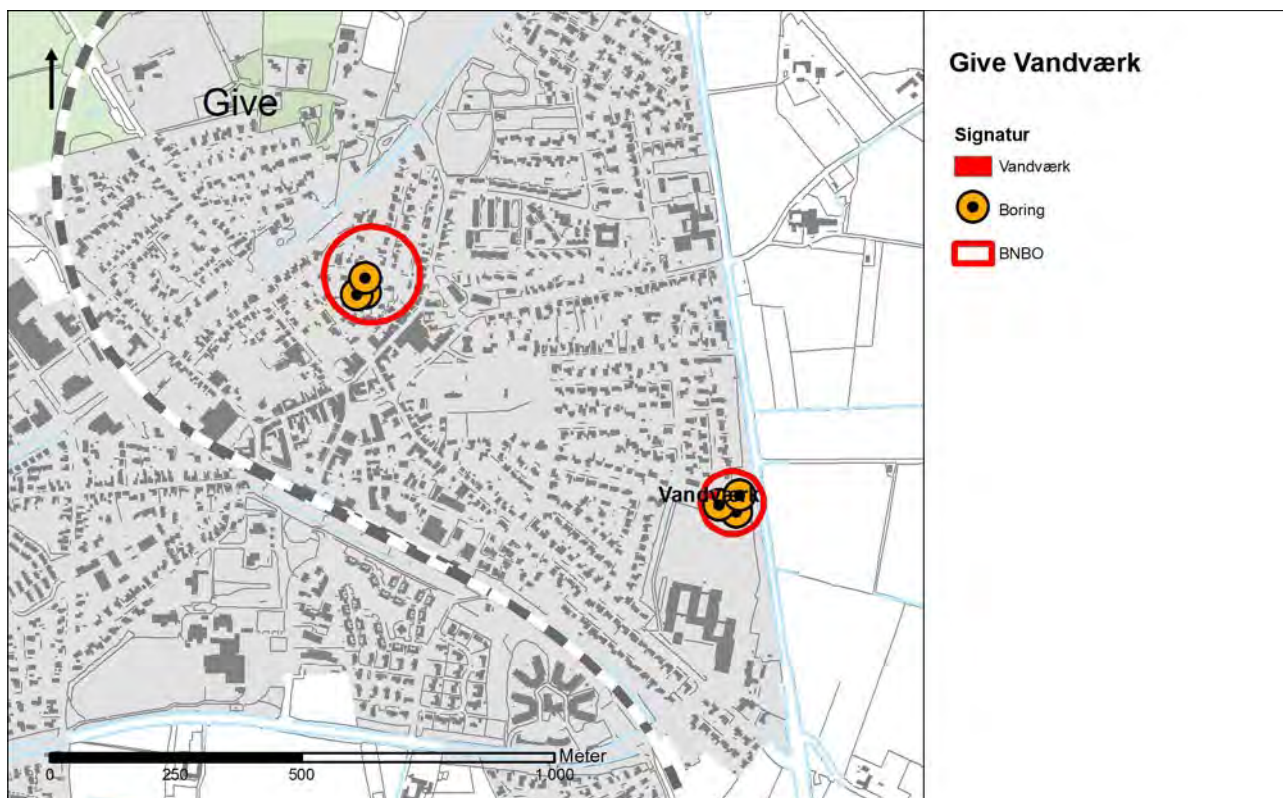 Give
Vandværk
0
250
500
1 000
Meter
Give Vandværk
Signatur
Vandværk
Boring
BNBO